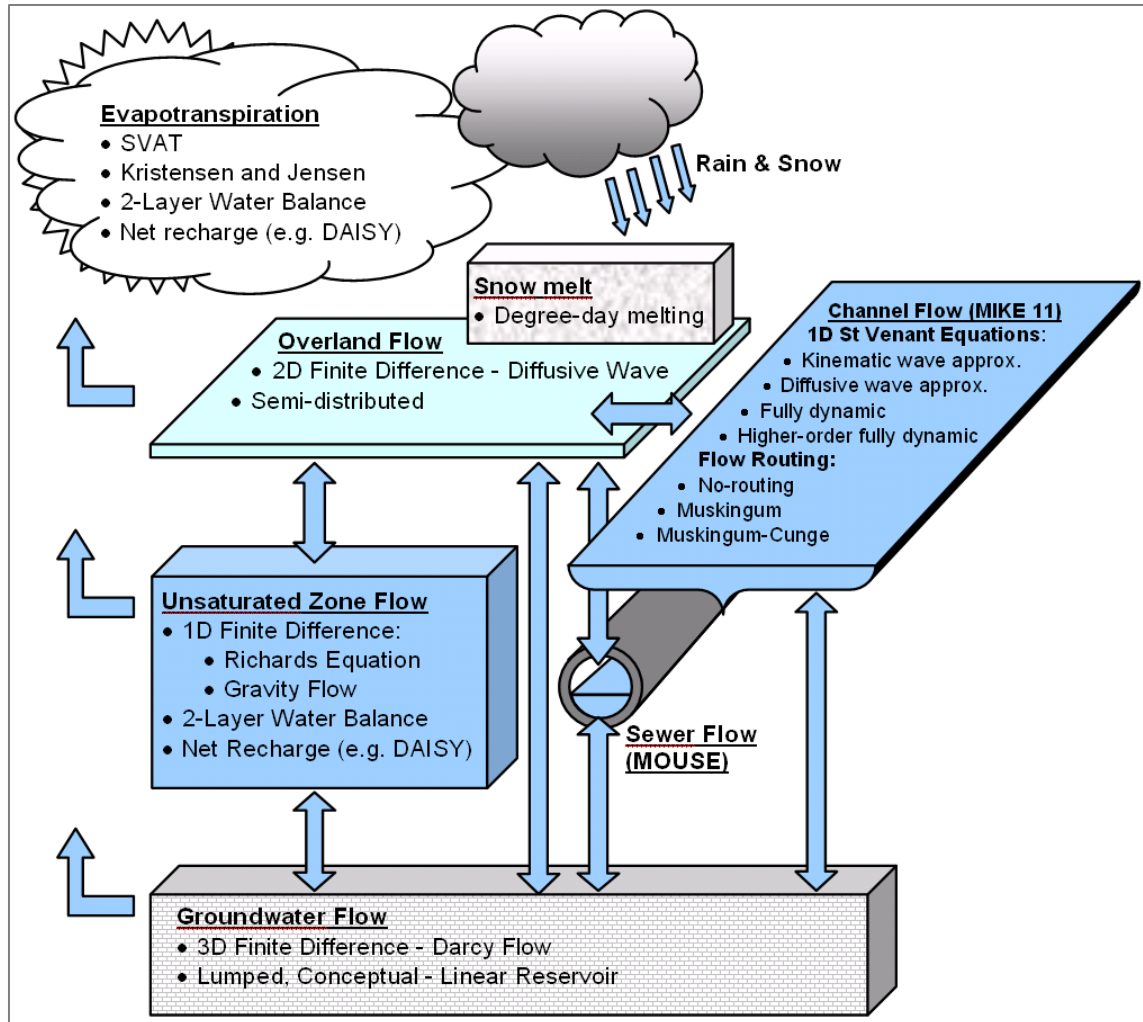 Evapotranspiration
• SVAT
• Kristensen and Jensen
• 2-Layer Water Balance
• Net recharge (e.g. DAISY)
Rain & Snow
Snow melt
• Degree-day melting
Overland Flow
• 2D Finite Difference - Diffusive Wave
• Semi-distributed
Channel Flow (MIKE 11)
1D St Venant Equations:
• Kinematic wave approx.
• Diffusive wave approx.
• Fully dynamic
• Higher-order fully dynamic
Flow Routing:
• No-routing
• Muskingum
• Muskingum-Cunge
Unsaturated Zone Flow
• 1D Finite Difference:
• Richards Equation
• Gravity Flow
• 2-Layer Water Balance
• Net Recharge (e.g. DAISY)
Sewer Flow
(MOUSE)
Groundwater Flow
• 3D Finite Difference - Darcy Flow
• Lumped, Conceptual - Linear Reservoir